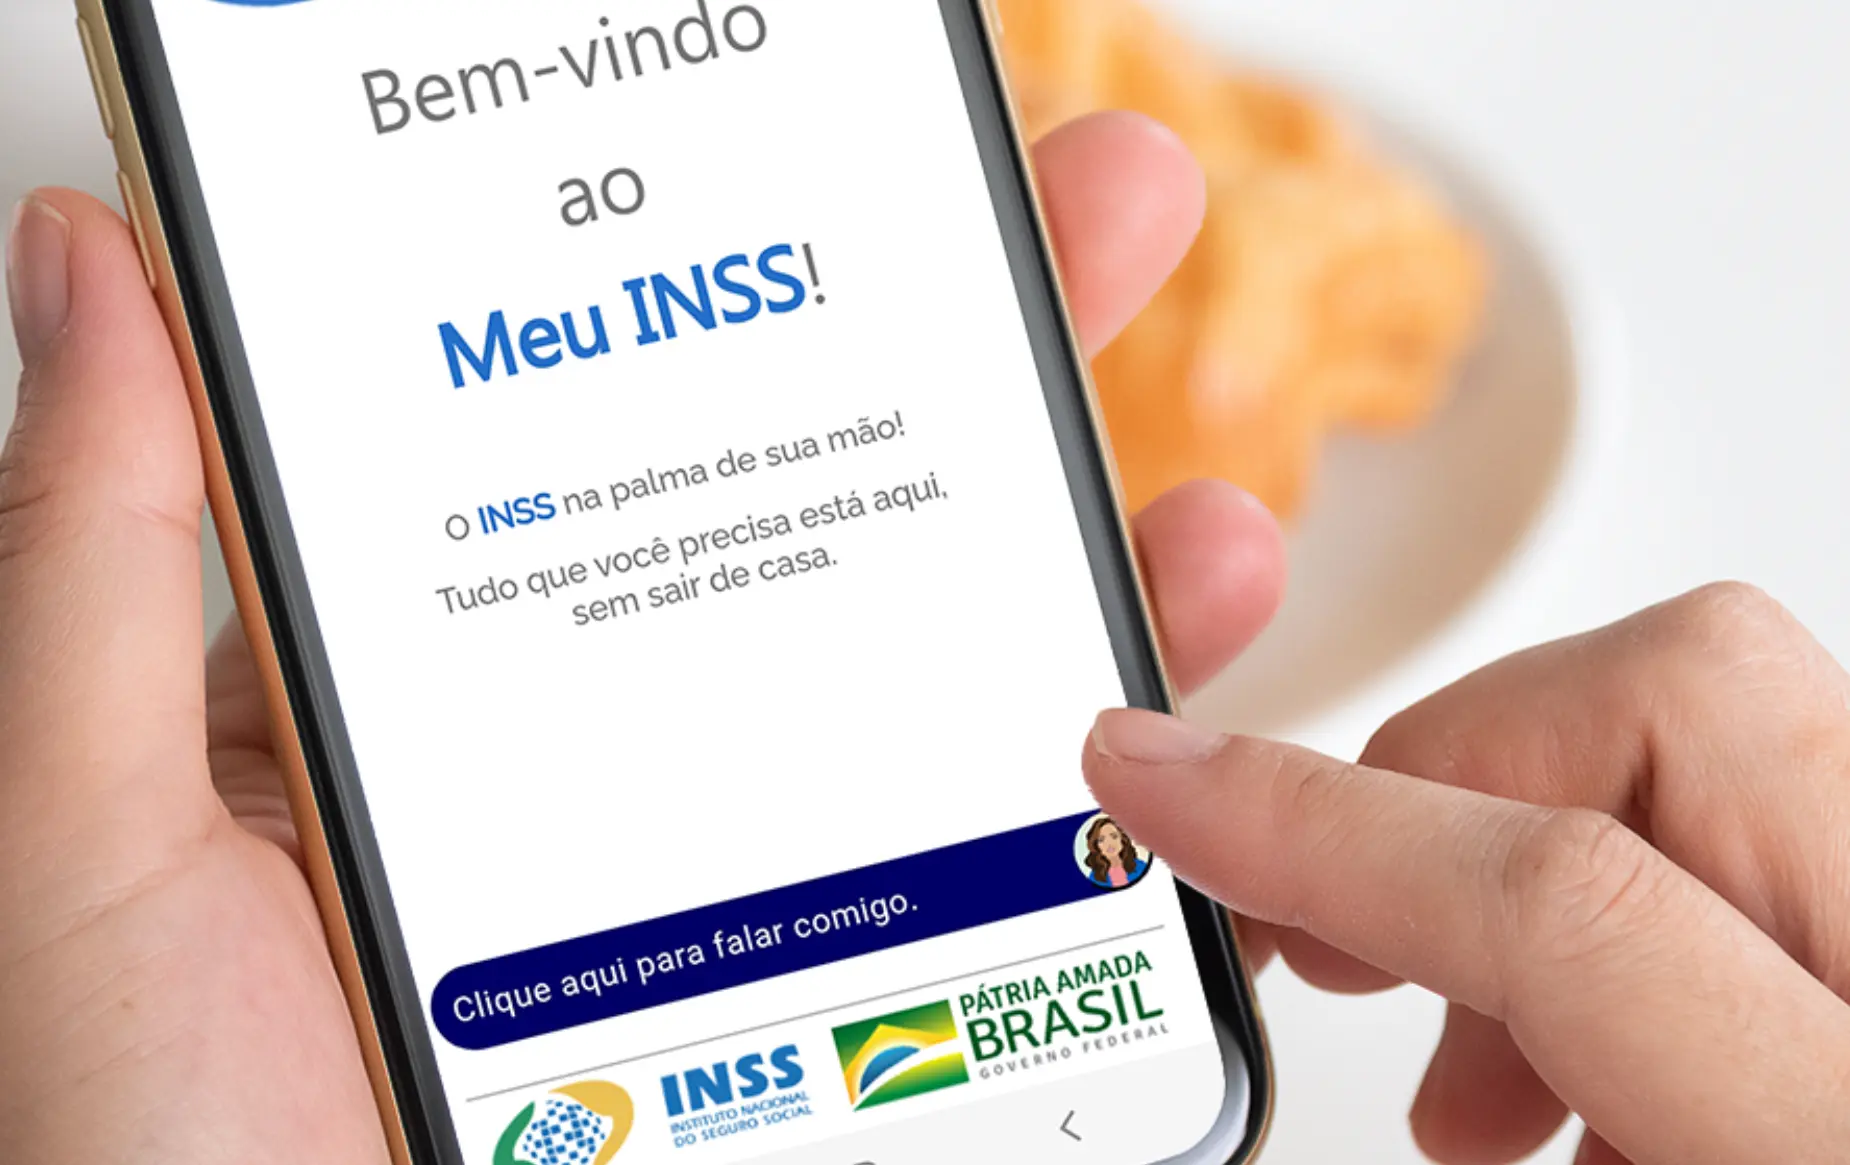 Bem-vindo
ao
Meu INSS!
O INSS na palma de sua mão!
Tudo que você precisa está aqui,
sem sair de casa.
Clique aqui para falar comigo.
INSS
INSTITUTO NACIONAL
DO SEGURO SOCIAL
PÁTRIA AMADA
BRASIL
GOVERNO FEDERAL